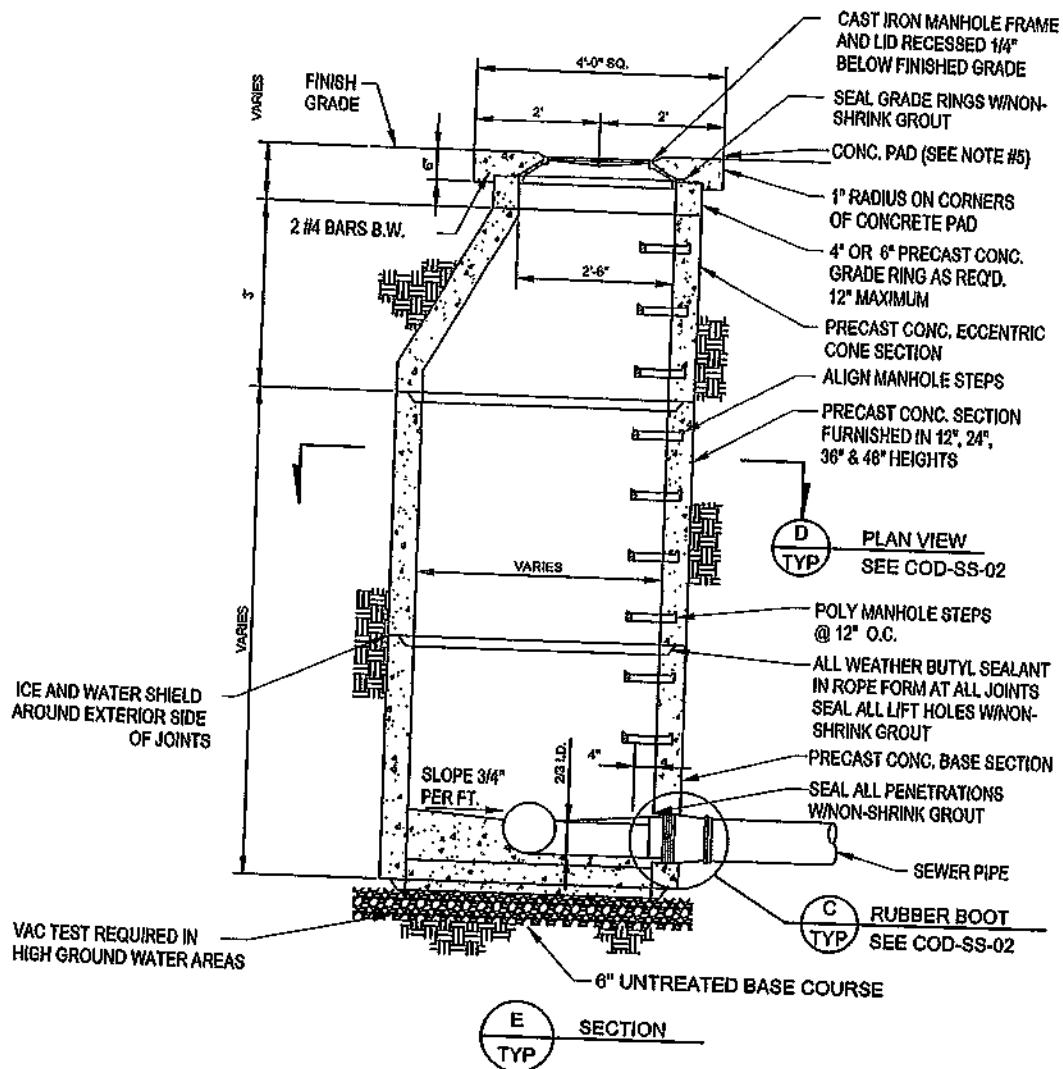 CAST IRON MANHOLE FRAME
AND LID RECESSED 1/4"
BELOW FINISHED GRADE
4'-0" SQ.
FINISH
GRADE
VARIES
2'
2'
SEAL GRADE RINGS W/NON-
SHRINK GROUT
CONC. PAD (SEE NOTE #5)
6"
1" RADIUS ON CORNERS
OF CONCRETE PAD
2 #4 BARS B.W.
4" OR 6" PRECAST CONC.
GRADE RING AS REQ'D.
12" MAXIMUM
2'-6"
3'
PRECAST CONC. ECCENTRIC
CONE SECTION
ALIGN MANHOLE STEPS
PRECAST CONC. SECTION
FURNISHED IN 12", 24",
36" & 48" HEIGHTS
D
TYP
PLAN VIEW
SEE COD-SS-02
VARIES
VARIES
POLY MANHOLE STEPS
@ 12" O.C.
ALL WEATHER BUTYL SEALANT
IN ROPE FORM AT ALL JOINTS
SEAL ALL LIFT HOLES W/NON-
SHRINK GROUT
ICE AND WATER SHIELD
AROUND EXTERIOR SIDE
OF JOINTS
PRECAST CONC. BASE SECTION
4"
2/3 I.D.
SLOPE 3/4"
PER FT.
SEAL ALL PENETRATIONS
W/NON-SHRINK GROUT
SEWER PIPE
C
TYP
RUBBER BOOT
SEE COD-SS-02
VAC TEST REQUIRED IN
HIGH GROUND WATER AREAS
6" UNTREATED BASE COURSE
E
TYP
SECTION